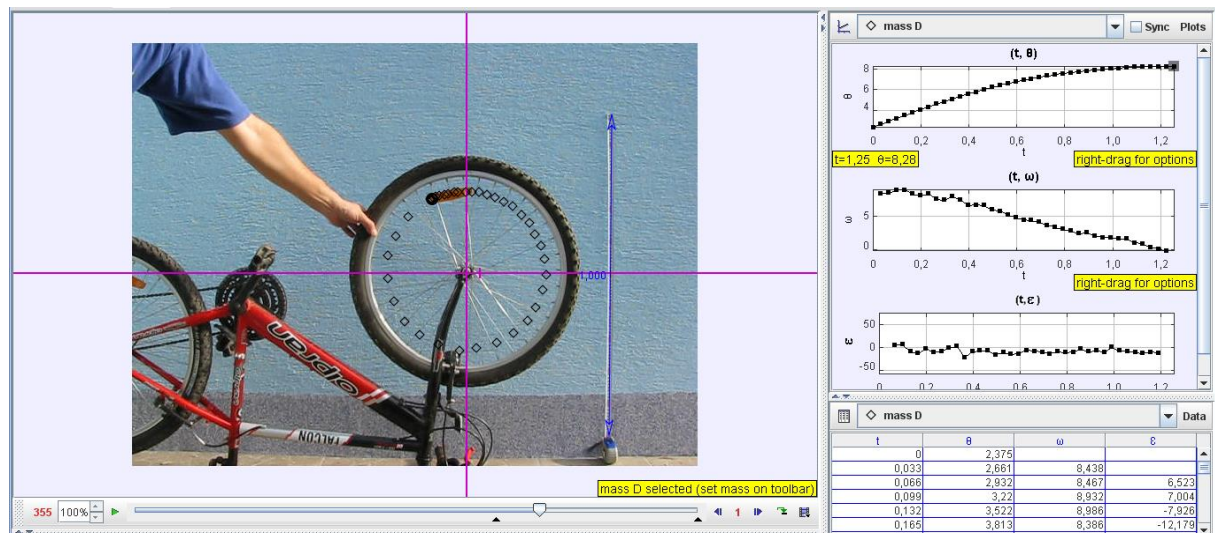 mass D
Sync Plots
(t, θ)
8
6
4
θ
0 0,2 0,4 0,6 0,8 1,0 1,2
t
t=1,25 θ=8,28
right-drag for options
(t, ω)
5
0
ω
0 0,2 0,4 0,6 0,8 1,0 1,2
t
right-drag for options
(t,ε)
50
0
-50
ε
0 0,2 0,4 0,6 0,8 1,0 1,2
1,000
nardio
FALCON
mass D selected (set mass on toolbar)
355 100% 1
mass D Data
t θ ω ε
0 2,375
0,033 2,661 8,438
0,066 2,932 8,467 6,523
0,099 3,22 8,932 7,004
0,132 3,522 8,986 -7,926
0,165 3,813 8,386 -12,179